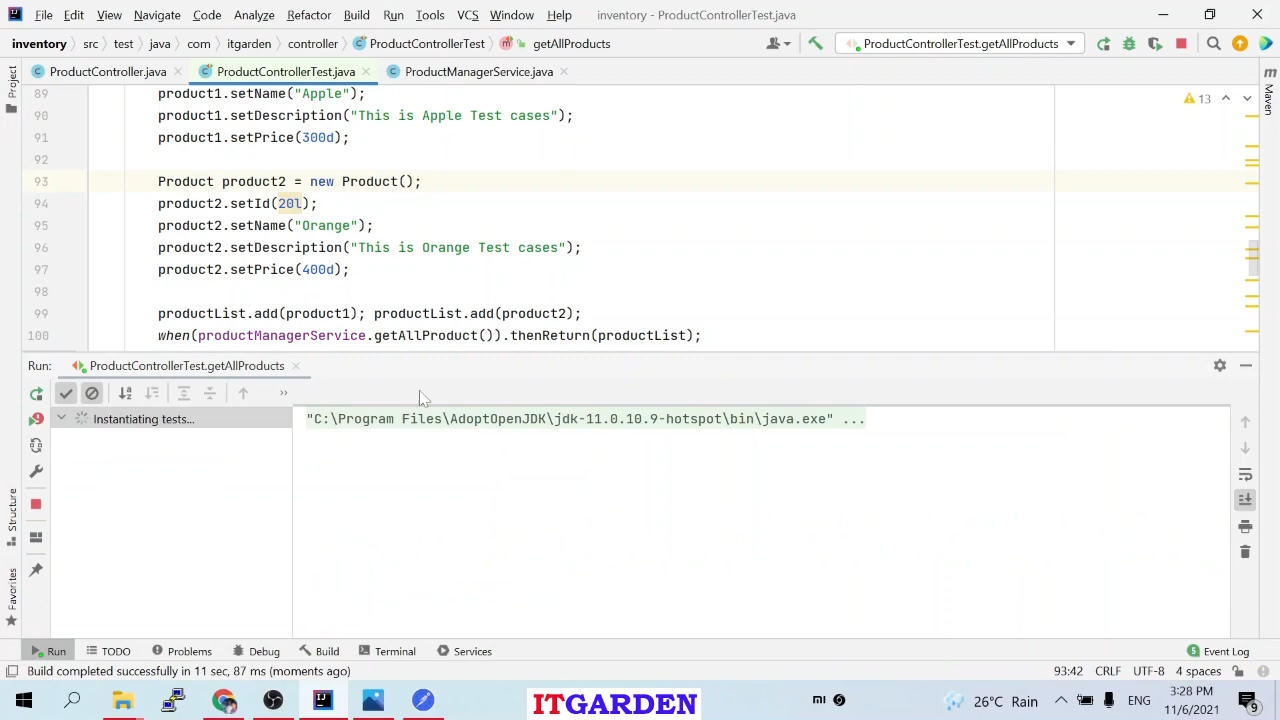 File Edit View Navigate Code Analyze Refactor Build Run Tools VCS Window Help inventory - ProductControllerTest.java
inventory src test java com itgarden controller ProductControllerTest getAllProducts ProductControllerTest.getAllProducts
ProductController.java ProductControllerTest.java ProductManagerService.java
Project
Maven
13
89 product1.setName("Apple");
90 product1.setDescription("This is Apple Test cases");
91 product1.setPrice(300d);
92
93 Product product2 = new Product();
94 product2.setId(20l);
95 product2.setName("Orange");
96 product2.setDescription("This is Orange Test cases");
97 product2.setPrice(400d);
98
99 productList.add(product1); productList.add(product2);
100 when(productManagerService.getAllProduct()).thenReturn(productList);
Run: ProductControllerTest.getAllProducts
Instantiating tests...
"C:\Program Files\AdoptOpenJDK\jdk-11.0.10.9-hotspot\bin\java.exe" ...
Structure
Favorites
Run TODO Problems Debug Build Terminal Services 5 Event Log
Build completed successfully in 11 sec, 87 ms (moments ago) 93:42 CRLF UTF-8 4 spaces
ITGARDEN
26°C Rain ENG
3:28 PM
11/6/2021
9